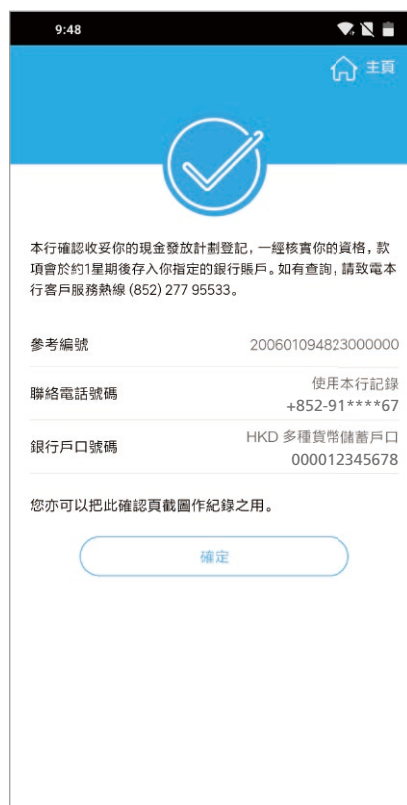 9:48
主頁
本行確認收妥你的現金發放計劃登記，一經核實你的資格，款
項會於約1星期後存入你指定的銀行賬戶。如有查詢，請致電本
行客戶服務熱線 (852) 277 95533。
參考編號 200601094823000000
聯絡電話號碼 使用本行記錄
+852-91****67
銀行戶口號碼 HKD 多種貨幣儲蓄戶口
000012345678
您亦可以把此確認頁截圖作紀錄之用。
確定